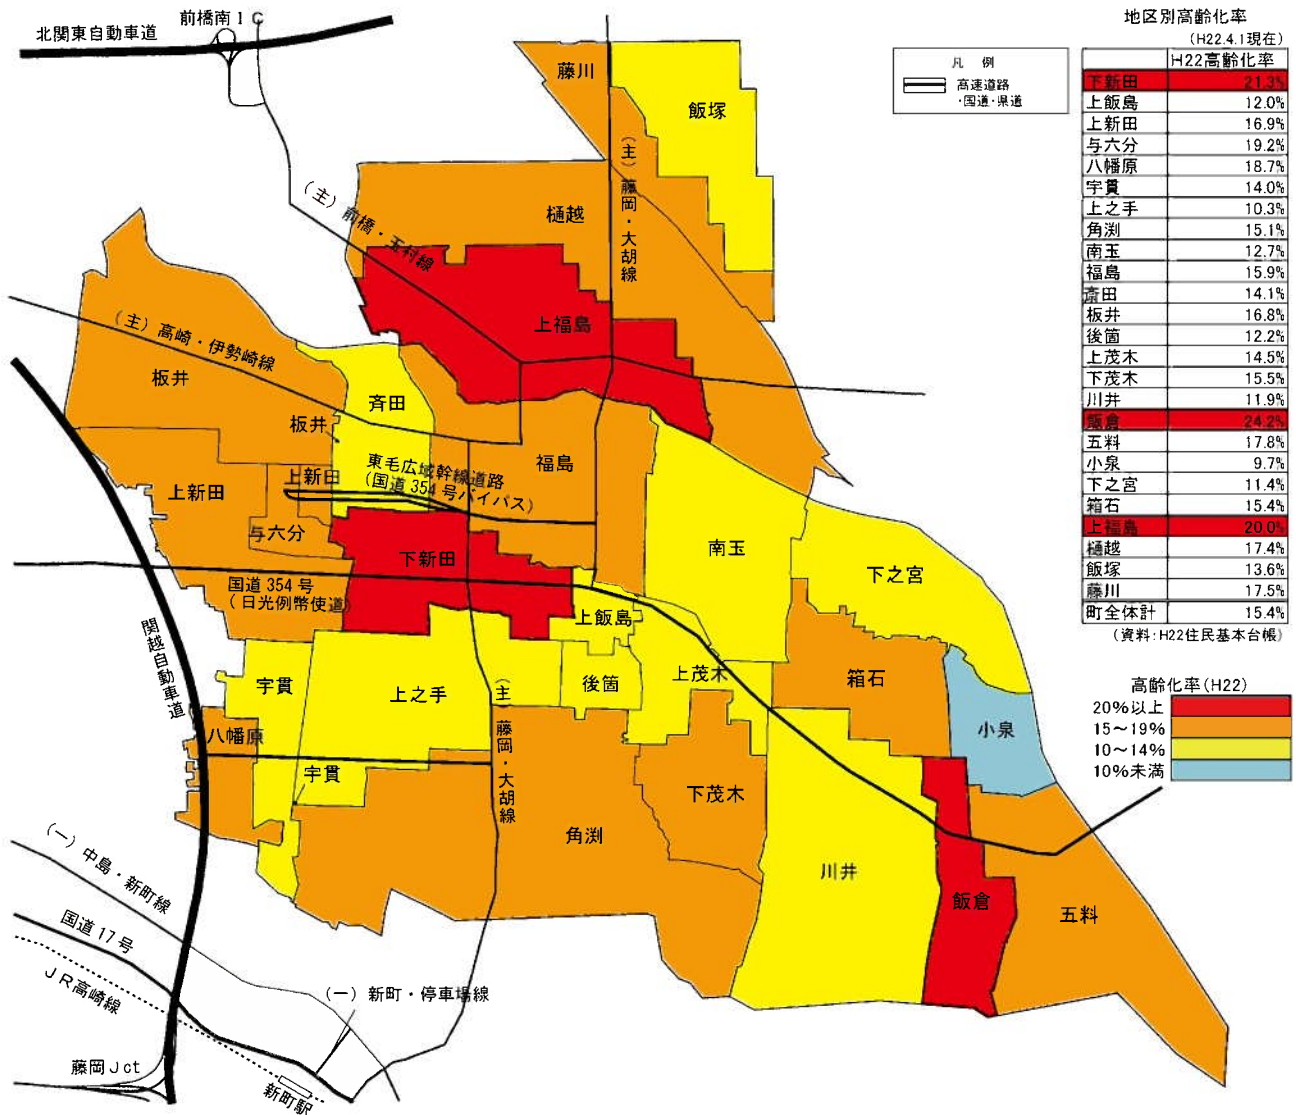 前橋南IC
北関東自動車道
凡 例
高速道路
・国道・県道
地区別高齢化率
(H22.4.1現在)
H22高齢化率
下新田 21.3%
上飯島 12.0%
上新田 16.9%
与六分 19.2%
八幡原 18.7%
宇貫 14.0%
上之手 10.3%
角渕 15.1%
南玉 12.7%
福島 15.9%
斎田 14.1%
板井 16.8%
後箇 12.2%
上茂木 14.5%
下茂木 15.5%
川井 11.9%
飯倉 24.2%
五料 17.8%
小泉 9.7%
下之宮 11.4%
箱石 15.4%
上福島 20.0%
樋越 17.4%
飯塚 13.6%
藤川 17.5%
町全体計 15.4%
(資料:H22住民基本台帳)
高齢化率(H22)
20%以上
15～19%
10～14%
10%未満
藤川
飯塚
(主)藤岡・大胡線
樋越
(主)前橋・玉村線
上福島
(主)高崎・伊勢崎線
板井
斉田
板井
福島
東毛広域幹線道路
(国道354号バイパス)
上新田
上新田
与六分
下新田
南玉
下之宮
国道354号
(日光例幣使道)
上飯島
関越自動車道
宇貫
上之手
後箇
上茂木
箱石
小泉
(主)藤岡・大胡線
八幡原
宇貫
下茂木
角渕
川井
飯倉
五料
(一)中島・新町線
国道17号
JR高崎線
(一)新町・停車場線
藤岡Jct
新町駅